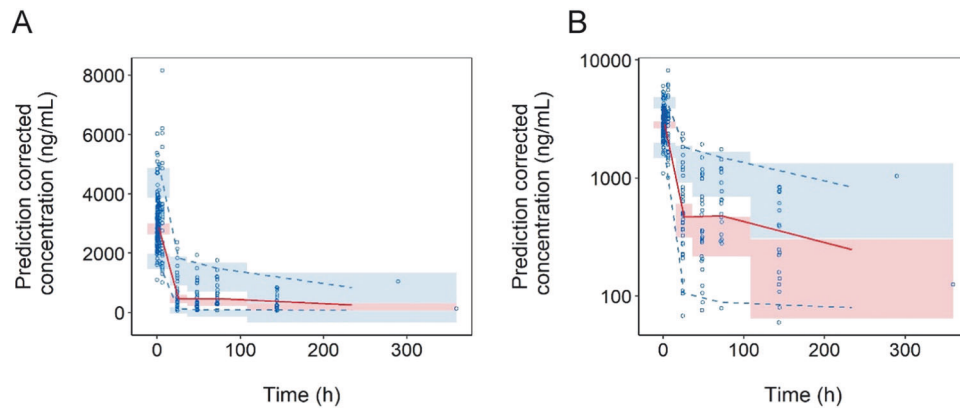 A
Prediction corrected
concentration (ng/mL)
8000
6000
4000
2000
0
0 100 200 300
Time (h)
B
Prediction corrected
concentration (ng/mL)
10000
1000
100
0 100 200 300
Time (h)